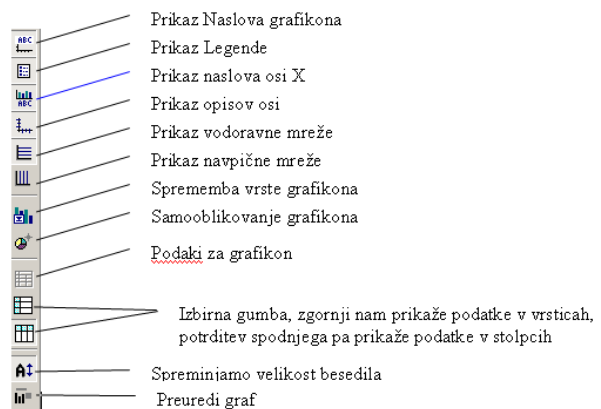 Prikaz Naslova grafikona
ABC
Prikaz Legende
Prikaz naslova osi X
ABC
Prikaz opisov osi
Prikaz vodoravne mreže
Prikaz navpične mreže
Sprememba vrste grafikona
Samooblikovanje grafikona
Podaki za grafikon
Izbirna gumba, zgornji nam prikaže podatke v vrsticah,
potrditev spodnjega pa prikaže podatke v stolpcih
A
Spreminjamo velikost besedila
Preuredi graf